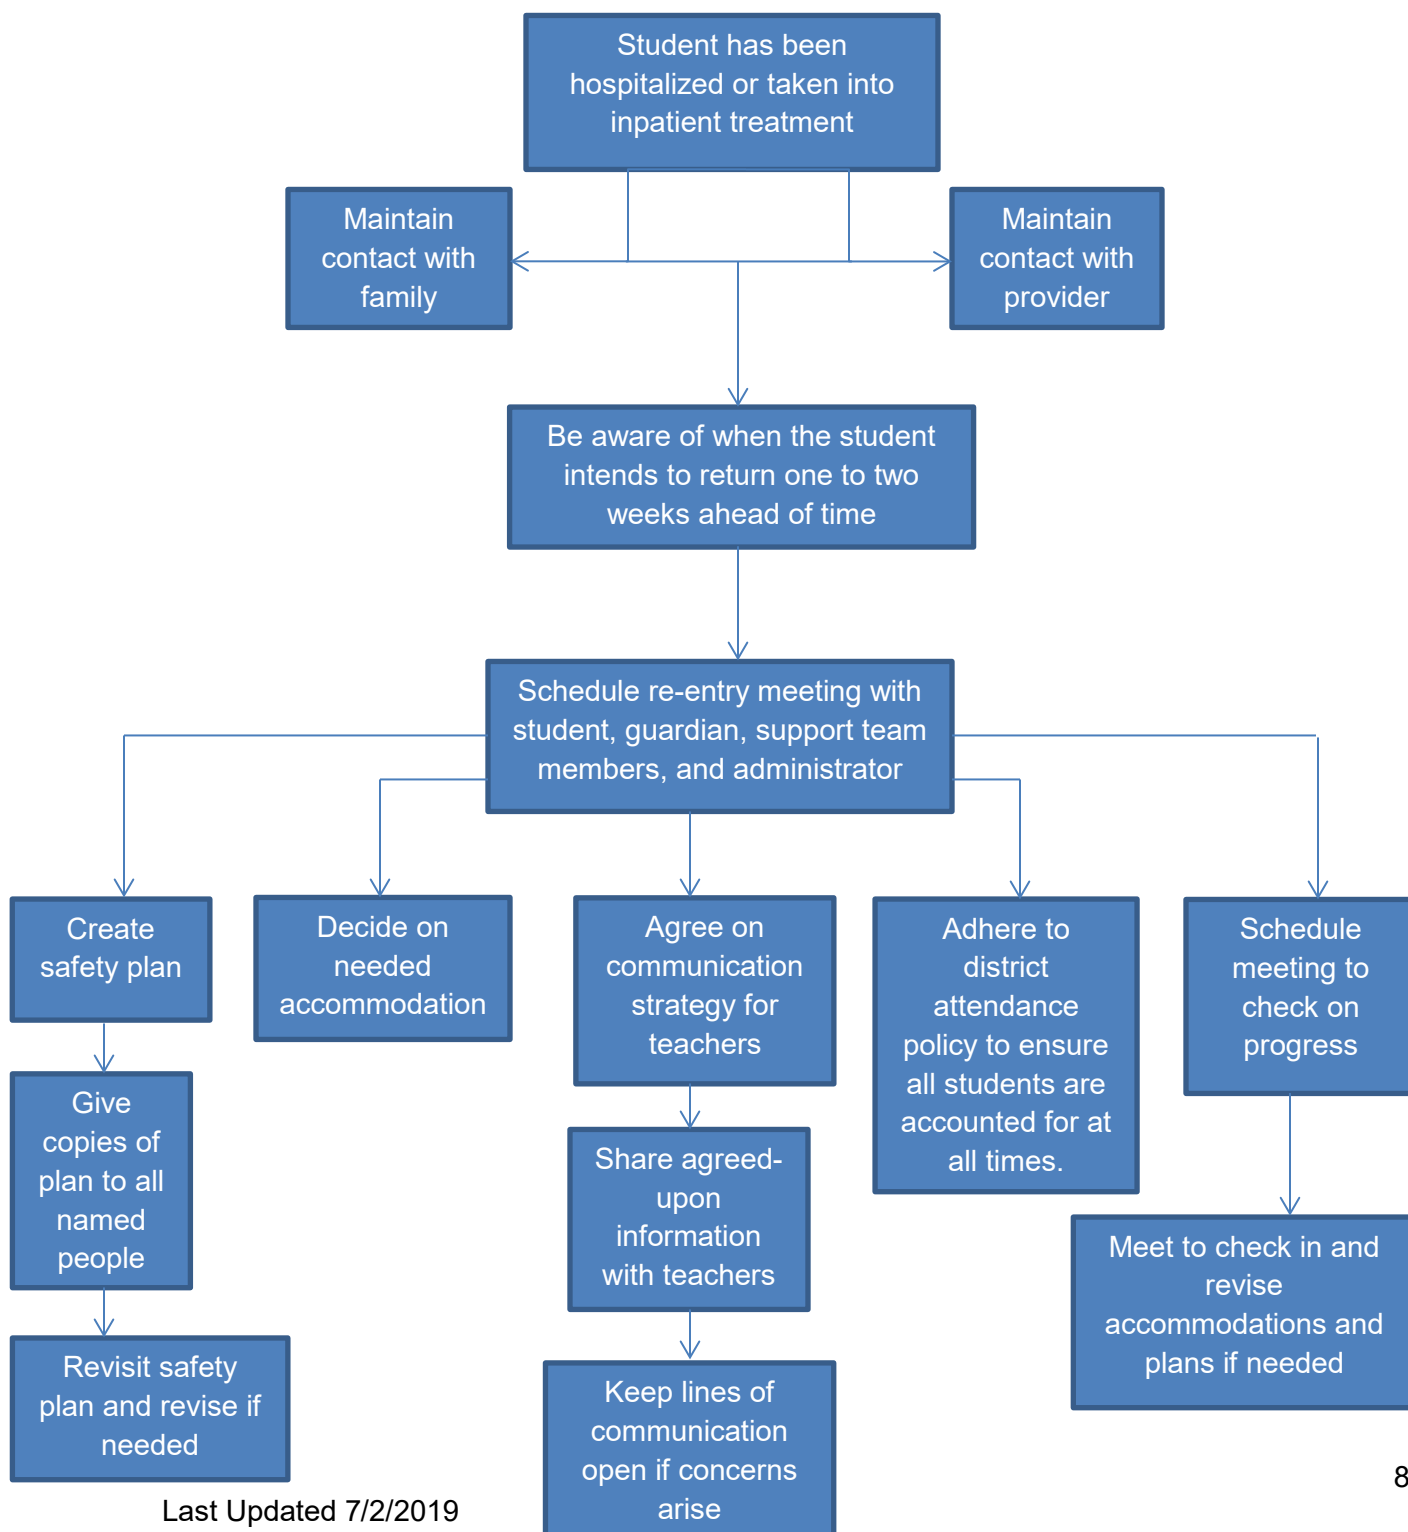 Student has been
hospitalized or taken into
inpatient treatment
Maintain
contact with
family
Maintain
contact with
provider
Be aware of when the student
intends to return one to two
weeks ahead of time
Schedule re-entry meeting with
student, guardian, support team
members, and administrator
Create
safety plan
Decide on
needed
accommodation
Agree on
communication
strategy for
teachers
Adhere to
district
attendance
policy to ensure
all students are
accounted for at
all times.
Schedule
meeting to
check on
progress
Give
copies of
plan to all
named
people
Share agreed-
upon
information
with teachers
Meet to check in and
revise
accommodations and
plans if needed
Revisit safety
plan and revise if
needed
Keep lines of
communication
open if concerns
arise
8
Last Updated 7/2/2019